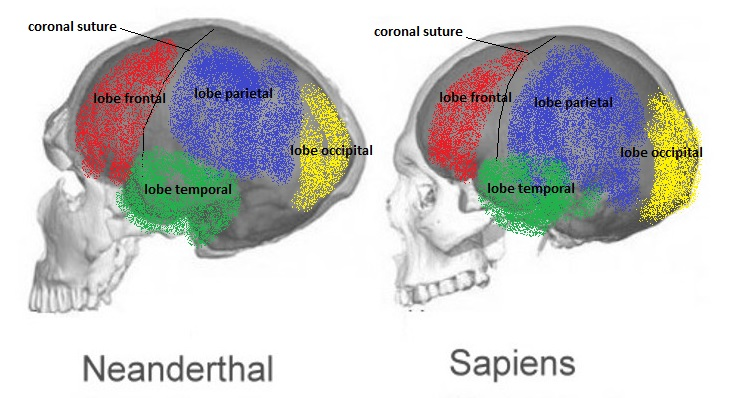 coronal suture
lobe frontal
lobe parietal
lobe occipital
lobe temporal
Neanderthal
coronal suture
lobe frontal
lobe parietal
lobe occipital
lobe temporal
Sapiens